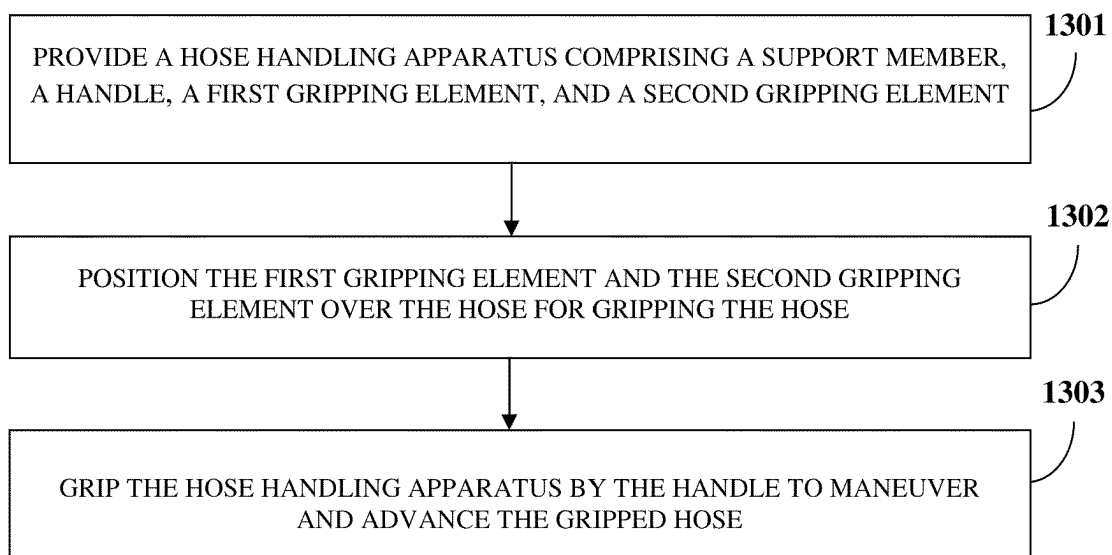 1301
PROVIDE A HOSE HANDLING APPARATUS COMPRISING A SUPPORT MEMBER,
A HANDLE, A FIRST GRIPPING ELEMENT, AND A SECOND GRIPPING ELEMENT
1302
POSITION THE FIRST GRIPPING ELEMENT AND THE SECOND GRIPPING
ELEMENT OVER THE HOSE FOR GRIPPING THE HOSE
1303
GRIP THE HOSE HANDLING APPARATUS BY THE HANDLE TO MANEUVER
AND ADVANCE THE GRIPPED HOSE